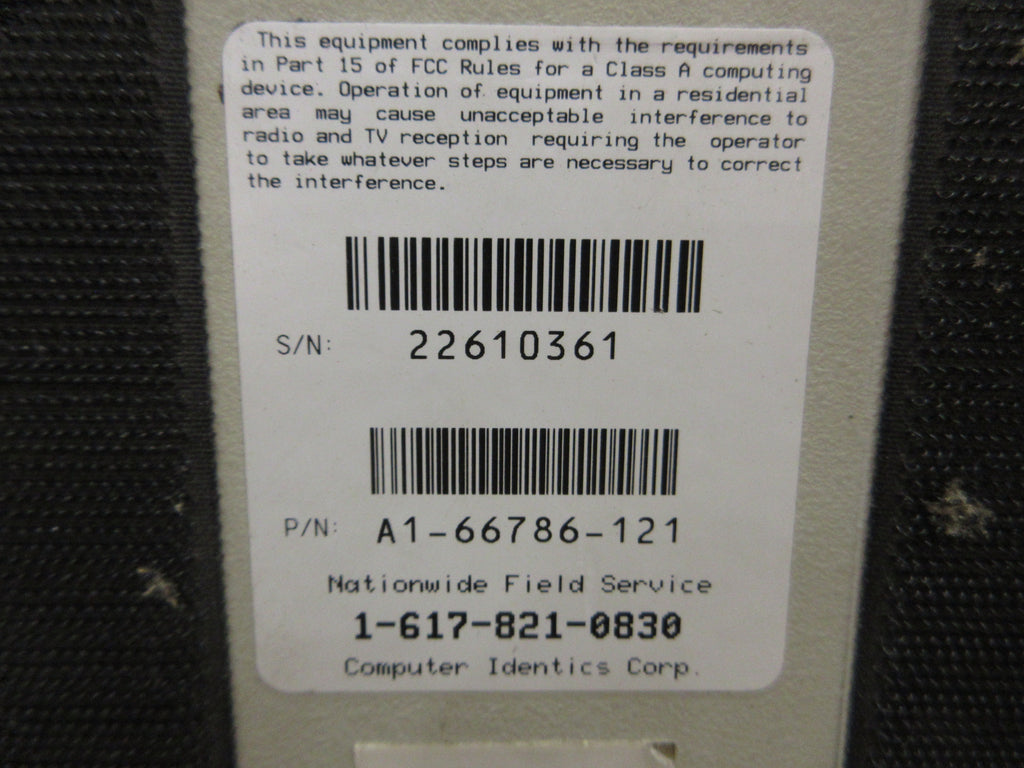 This equipment complies with the requirements
in Part 15 of FCC Rules for a Class A computing
device. Operation of equipment in a residential
area may cause unacceptable interference to
radio and TV reception requiring the operator
to take whatever steps are necessary to correct
the interference.
S/N: 22610361
P/N: A1-66786-121
Nationwide Field Service
1-617-821-0830
Computer Identics Corp.